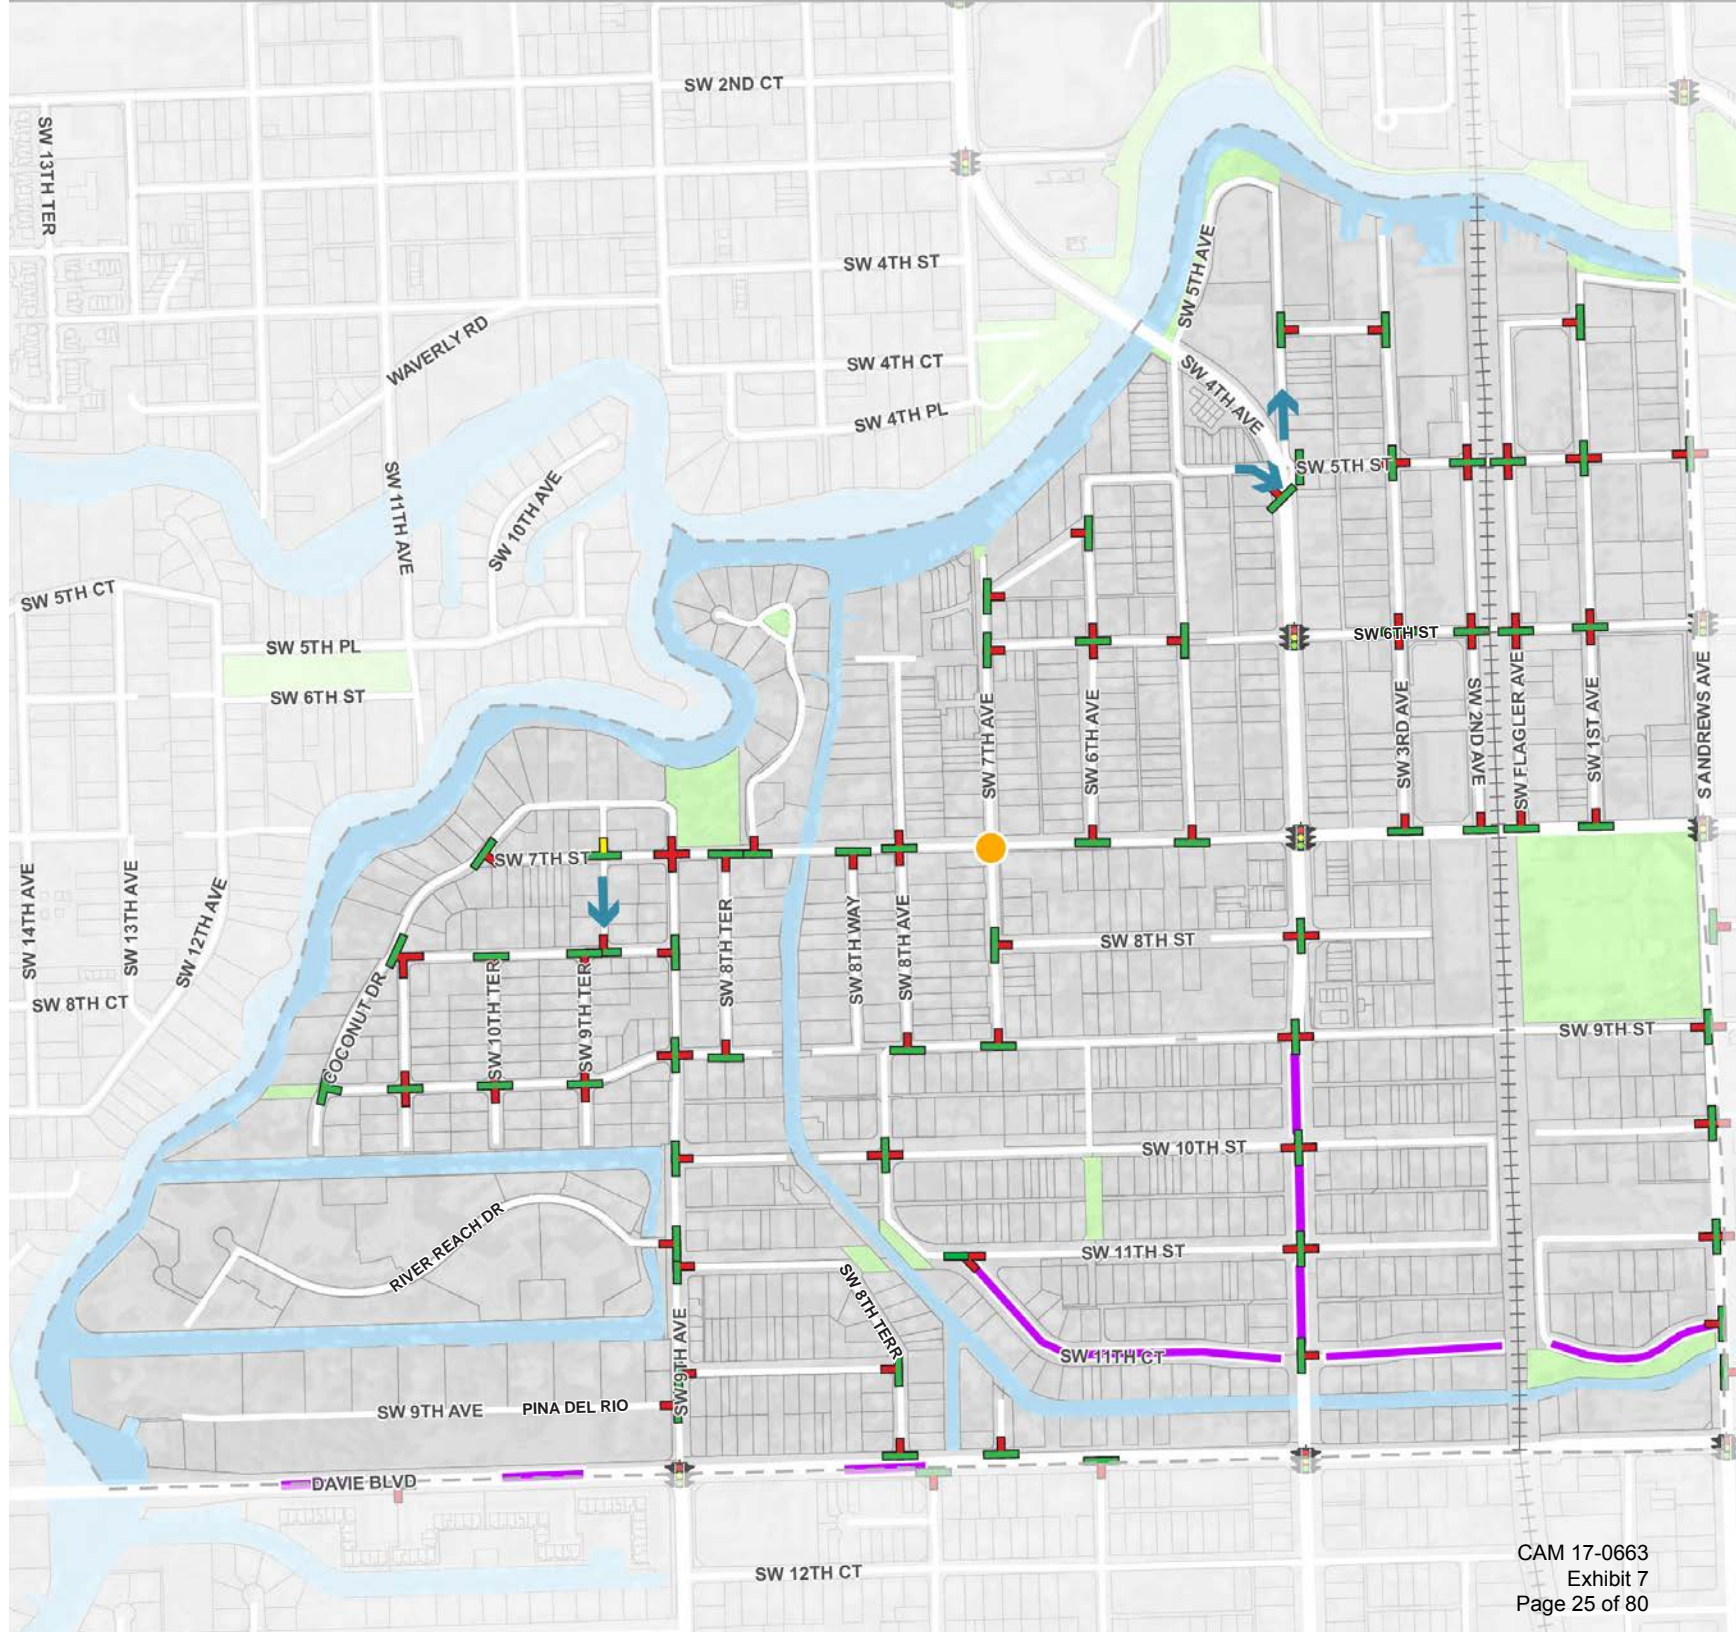 SW 2ND CT
SW 13TH TER
SW 4TH ST
SW 5TH AVE
WAVERLY RD
SW 4TH CT
SW 4TH AVE
SW 4TH PL
SW 5TH ST
SW 11TH AVE
SW 10TH AVE
SW 5TH CT
SW 5TH PL
SW 6TH ST
SW 6TH ST
SW 7TH AVE
SW 6TH AVE
SW 3RD AVE
SW 2ND AVE
SW FLAGLER AVE
SW 1ST AVE
S ANDREWS AVE
SW 7TH ST
SW 14TH AVE
SW 13TH AVE
SW 12TH AVE
SW 8TH TER
SW 8TH WAY
SW 8TH AVE
SW 8TH ST
SW 8TH CT
COCONUT DR
SW 10TH TER
SW 9TH TER
SW 9TH ST
SW 10TH ST
RIVER REACH DR
SW 11TH ST
SW 8TH TERR
SW 9TH AVE
SW 11TH CT
SW 9TH AVE
PINA DEL RIO
DAVIE BLVD
SW 12TH CT
CAM 17-0663
Exhibit 7
Page 25 of 80